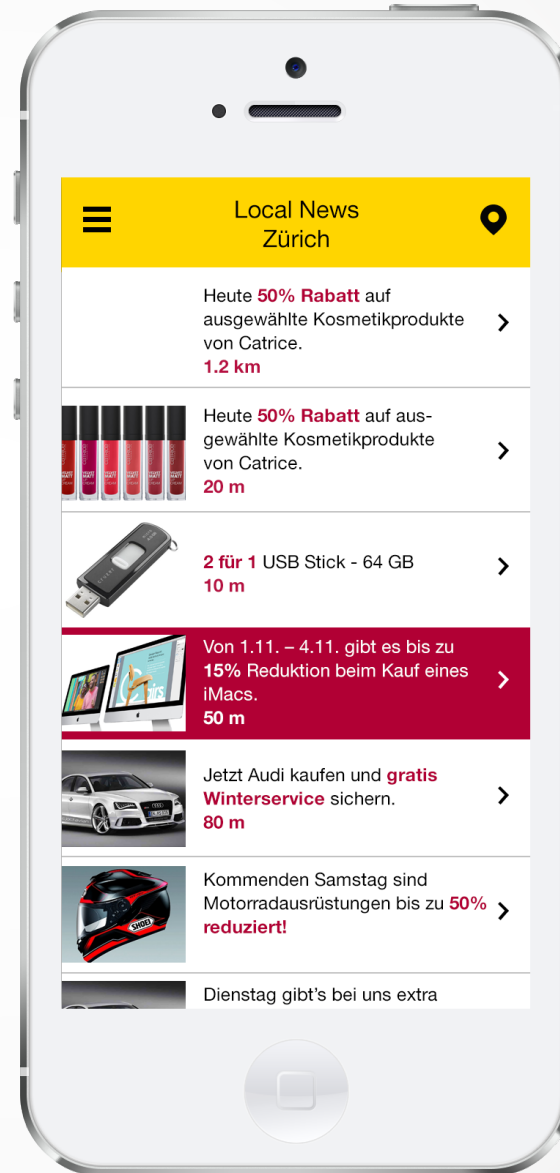 Local News
Zürich
Heute 50% Rabatt auf
ausgewählte Kosmetikprodukte
von Catrice.
1.2 km
Heute 50% Rabatt auf aus-
gewählte Kosmetikprodukte
von Catrice.
20 m
2 für 1 USB Stick - 64 GB
10 m
Von 1.11. – 4.11. gibt es bis zu
15% Reduktion beim Kauf eines
iMacs.
50 m
Jetzt Audi kaufen und gratis
Winterservice sichern.
80 m
SHOEI
Kommenden Samstag sind
Motorradausrüstungen bis zu 50%
reduziert!
Dienstag gibt's bei uns extra